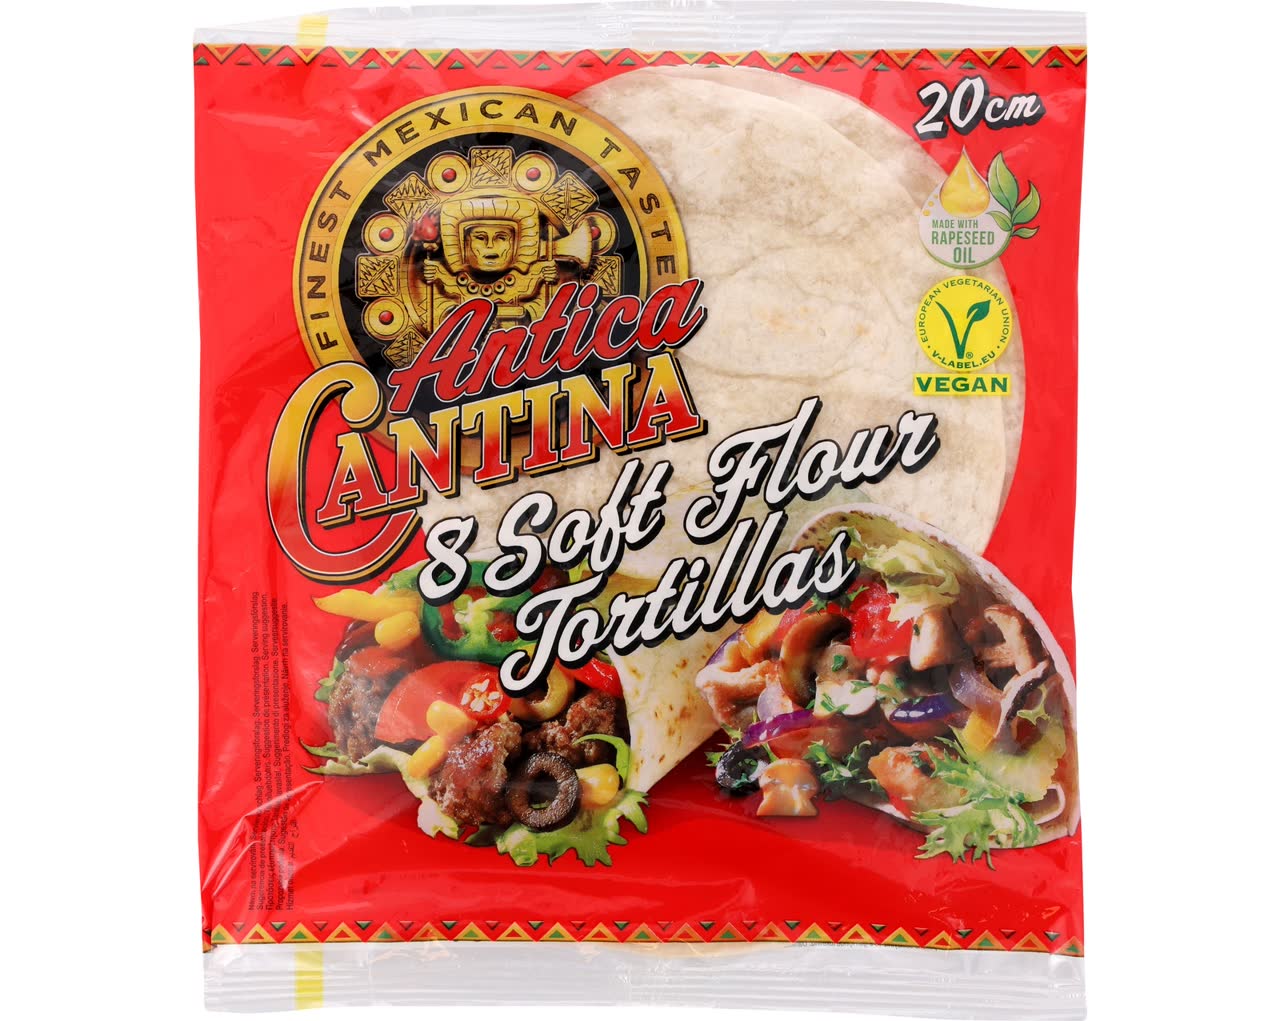 20cm
FINEST MEXICAN TASTE
MADE WITH
RAPESEED
OIL
EUROPEAN VEGETARIAN UNION
V-LABEL.EU
VEGAN
Antica
CANTINA
8 Soft Flour
Tortillas